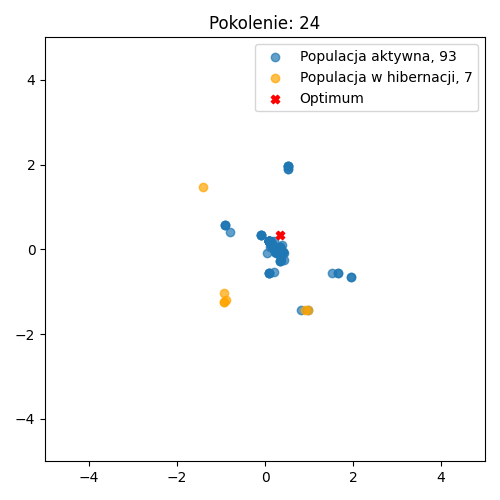 Pokolenie: 24
Populacja aktywna, 93
Populacja w hibernacji, 7
Optimum
4
2
0
−2
−4
−4
−2
0
2
4